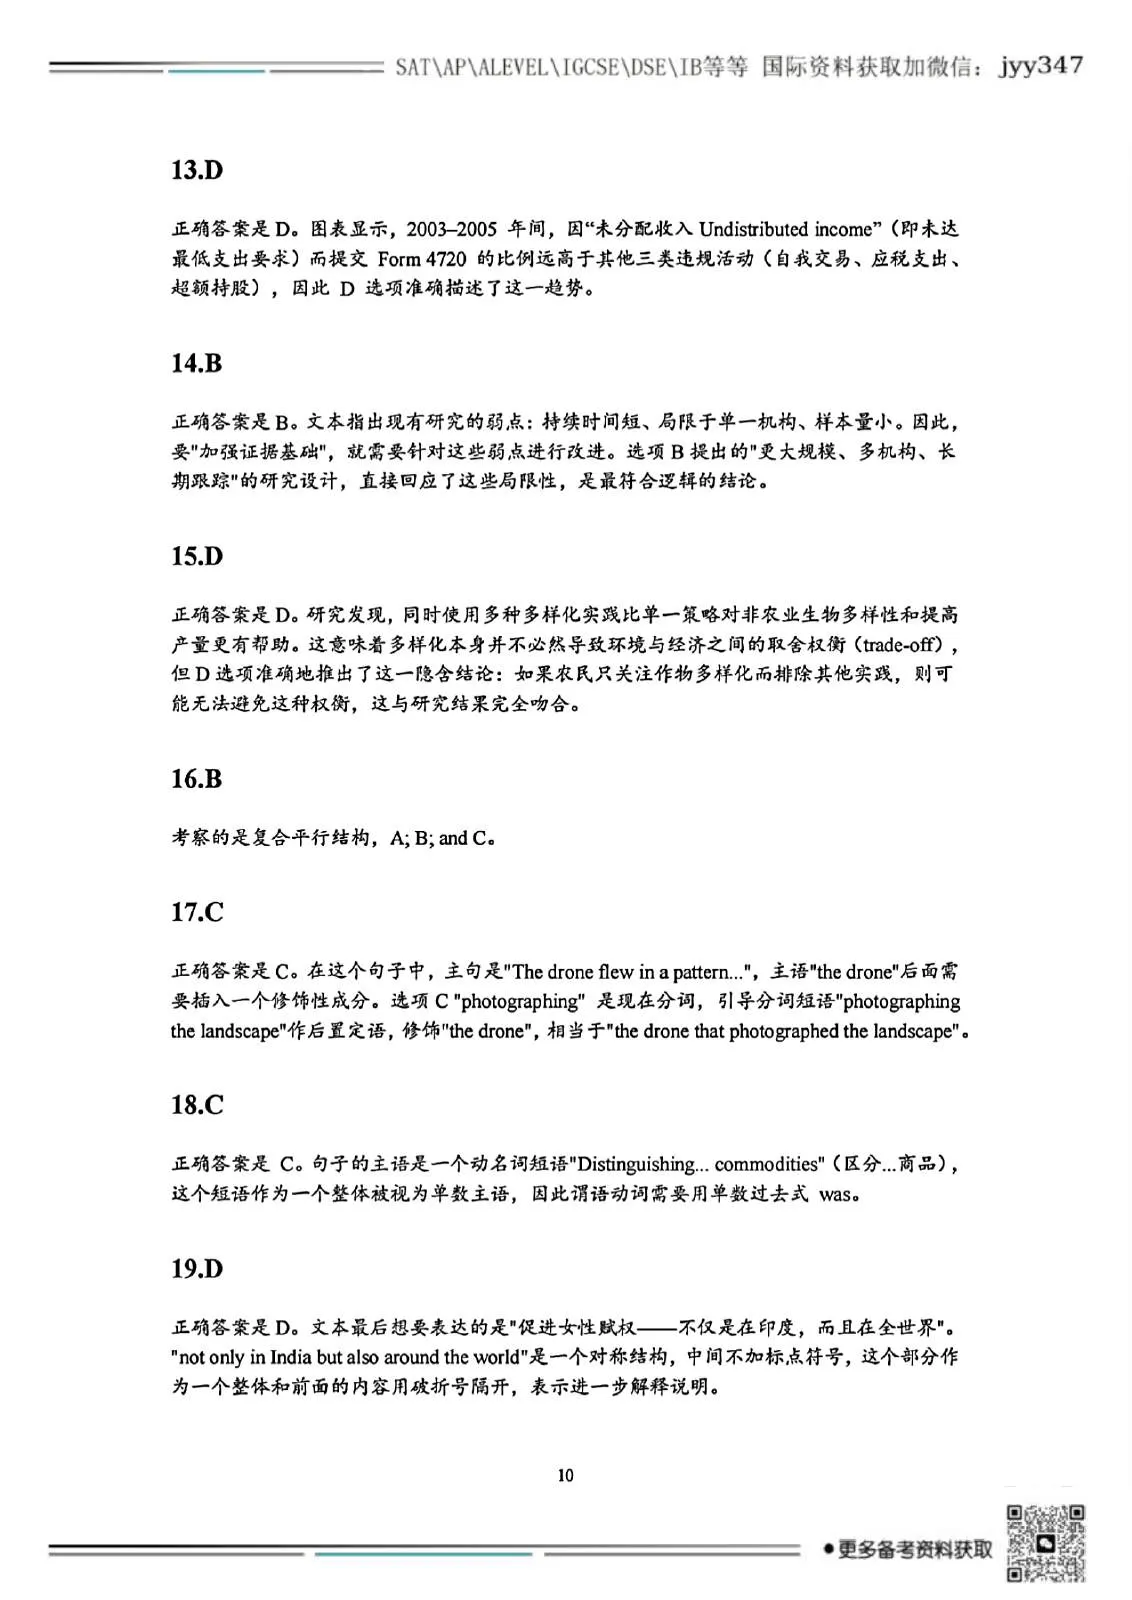 SAT\AP\ALEVEL\IGCSE\DSE\IB等等 国际资料获取加微信：jyy347
13.D
正确答案是 D。图表显示，2003–2005 年间，因“未分配收入 Undistributed income”（即未达
最低支出要求）而提交 Form 4720 的比例远高于其他三类违规活动（自我交易、应税支出、
超额持股），因此 D 选项准确描述了这一趋势。
14.B
正确答案是 B。文本指出现有研究的弱点：持续时间短、局限于单一机构、样本量小。因此，
要"加强证据基础"，就需要针对这些弱点进行改进。选项 B 提出的"更大规模、多机构、长
期跟踪"的研究设计，直接回应了这些局限性，是最符合逻辑的结论。
15.D
正确答案是 D。研究发现，同时使用多种多样化实践比单一策略对非农业生物多样性和提高
产量更有帮助。这意味着多样化本身并不必然导致环境与经济之间的取舍权衡（trade-off），
但 D 选项准确地推出了这一隐含结论：如果农民只关注作物多样化而排除其他实践，则可
能无法避免这种权衡，这与研究结果完全吻合。
16.B
考察的是复合平行结构，A; B; and C。
17.C
正确答案是 C。在这个句子中，主句是"The drone flew in a pattern..."，主语"the drone"后面需
要插入一个修饰性成分。选项 C "photographing" 是现在分词，引导分词短语"photographing
the landscape"作后置定语，修饰"the drone"，相当于"the drone that photographed the landscape"。
18.C
正确答案是 C。句子的主语是一个动名词短语"Distinguishing... commodities"（区分...商品），
这个短语作为一个整体被视为单数主语，因此谓语动词需要用单数过去式 was。
19.D
正确答案是 D。文本最后想要表达的是"促进女性赋权——不仅是在印度，而且在全世界"。
"not only in India but also around the world"是一个对称结构，中间不加标点符号，这个部分作
为一个整体和前面的内容用破折号隔开，表示进一步解释说明。
10
●更多备考资料获取